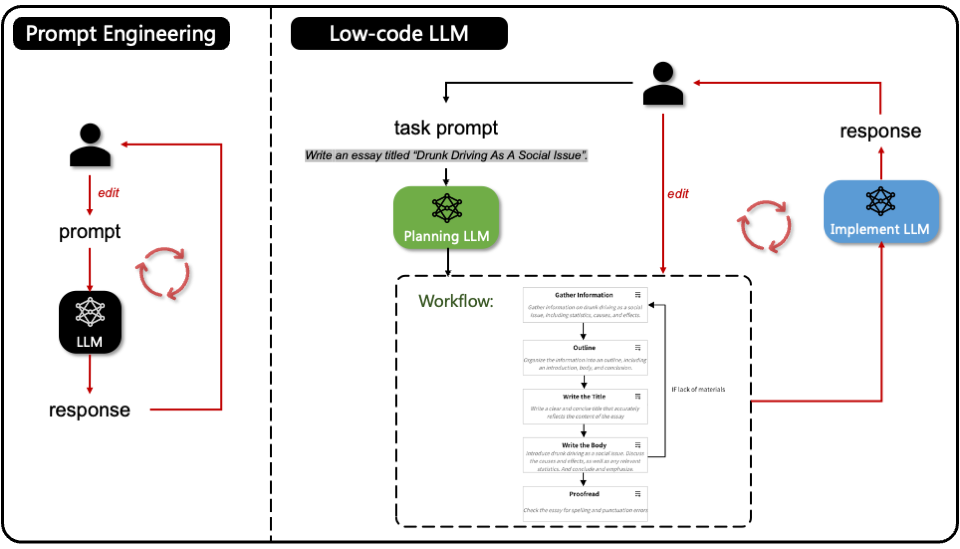 Prompt Engineering
edit
prompt
LLM
response
Low-code LLM
task prompt
Write an essay titled “Drunk Driving As A Social Issue”.
Planning LLM
edit
response
Implement LLM
Workflow:
Gather Information
Gather information on drunk driving as a social
issue, including statistics, causes, and effects.
Outline
Organize the information into an outline, including
an introduction, body, and conclusion.
IF lack of materials
Write the Title
Write a clear and concise title that accurately
reflects the content of the essay
Write the Body
Introduce drunk driving as a social issue. Discuss
the causes and effects, as well as any relevant
statistics. And conclude and emphasize.
Proofread
Check the essay for spelling and punctuation errors